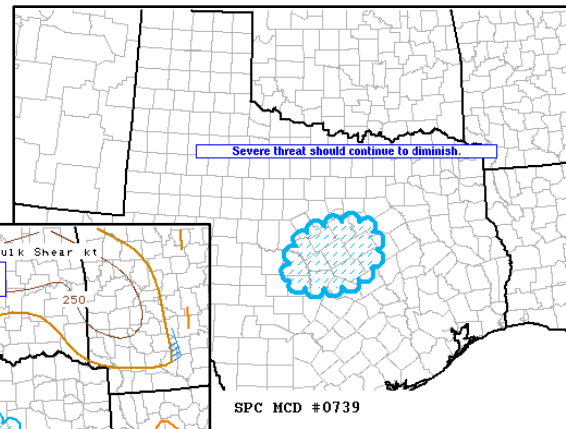 Severe threat should continue to diminish.
ulk Shear kt
250
SPC MCD #0739